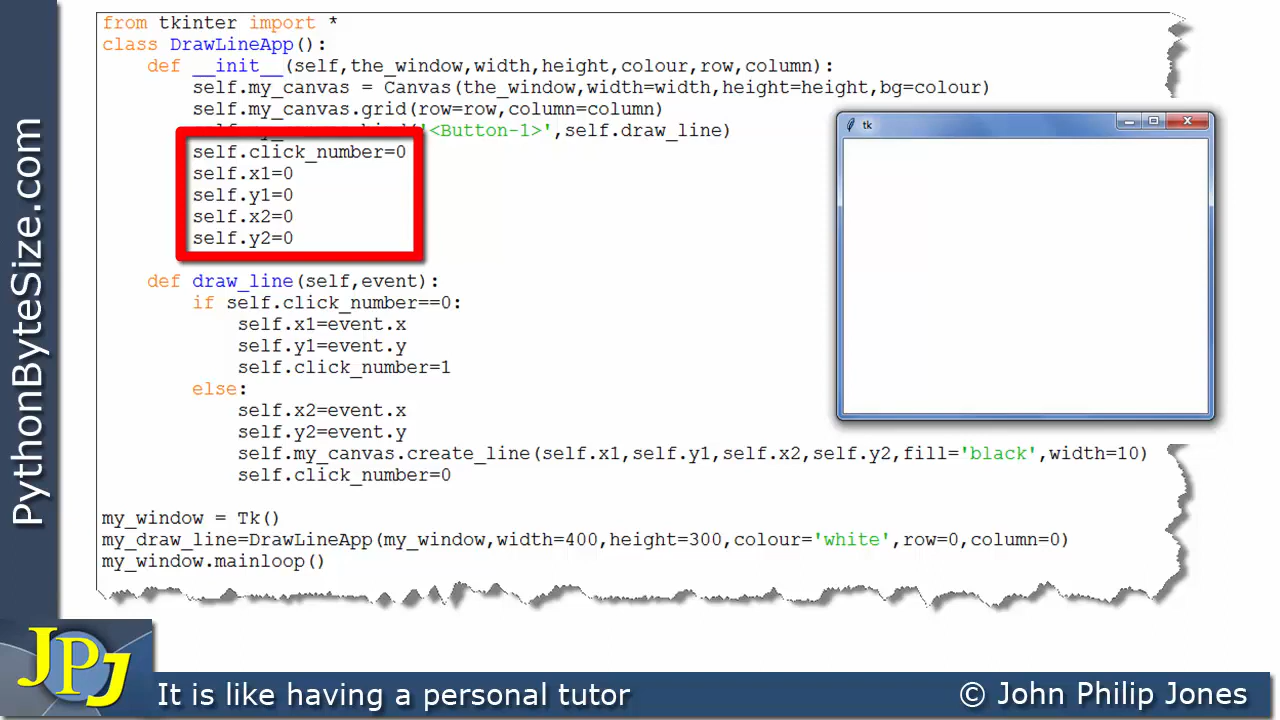 from tkinter import *
class DrawLineApp():
def __init__(self,the_window,width,height,colour,row,column):
self.my_canvas = Canvas(the_window,width=width,height=height,bg=colour)
self.my_canvas.grid(row=row,column=column)
'<Button-1>',self.draw_line)
self.click_number=0
self.x1=0
self.y1=0
self.x2=0
self.y2=0
def draw_line(self,event):
if self.click_number==0:
self.x1=event.x
self.y1=event.y
self.click_number=1
else:
self.x2=event.x
self.y2=event.y
self.my_canvas.create_line(self.x1,self.y1,self.x2,self.y2,fill='black',width=10)
self.click_number=0
my_window = Tk()
my_draw_line=DrawLineApp(my_window,width=400,height=300,colour='white',row=0,column=0)
my_window.mainloop()
tk
PythonByteSize.com
JPJ
It is like having a personal tutor
© John Philip Jones